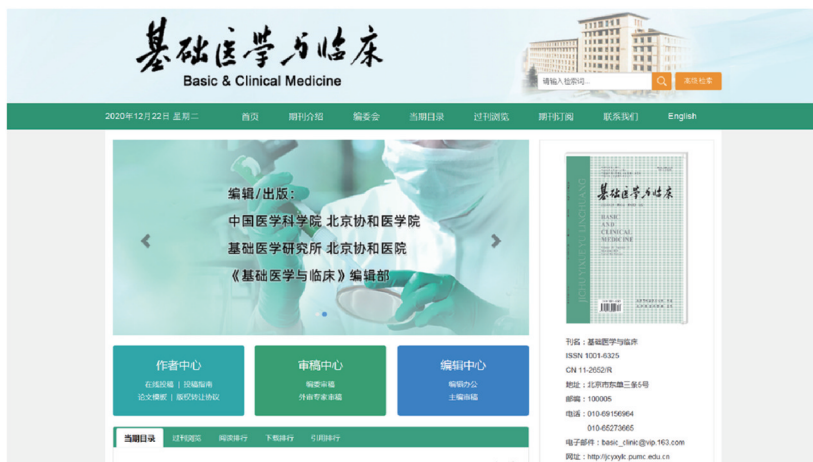 基础医学与临床
Basic & Clinical Medicine
请输入检索词...
高级检索
2020年12月22日 星期二 首页 期刊介绍 编委会 当期目录 过刊浏览 期刊订阅 联系我们 English
编辑/出版：
中国医学科学院 北京协和医学院
基础医学研究所 北京协和医院
《基础医学与临床》编辑部
基础医学与临床
BASIC
AND
CLINICAL
MEDICINE
JICHU YIXUE YU LINCHUANG
作者中心
在线投稿 | 投稿指南
论文模板 | 版权转让协议
审稿中心
编委审稿
外审专家审稿
编辑中心
编辑办公
主编审稿
刊名：基础医学与临床
ISSN 1001-6325
CN 11-2652/R
地址：北京市东单三条5号
邮编：100005
电话：010-69156964
010-65273665
电子邮件：basic_clinic@vip.163.com
网址：http://jcyxylc.pumc.edu.cn
当期目录 过刊浏览 阅读排行 下载排行 引用排行